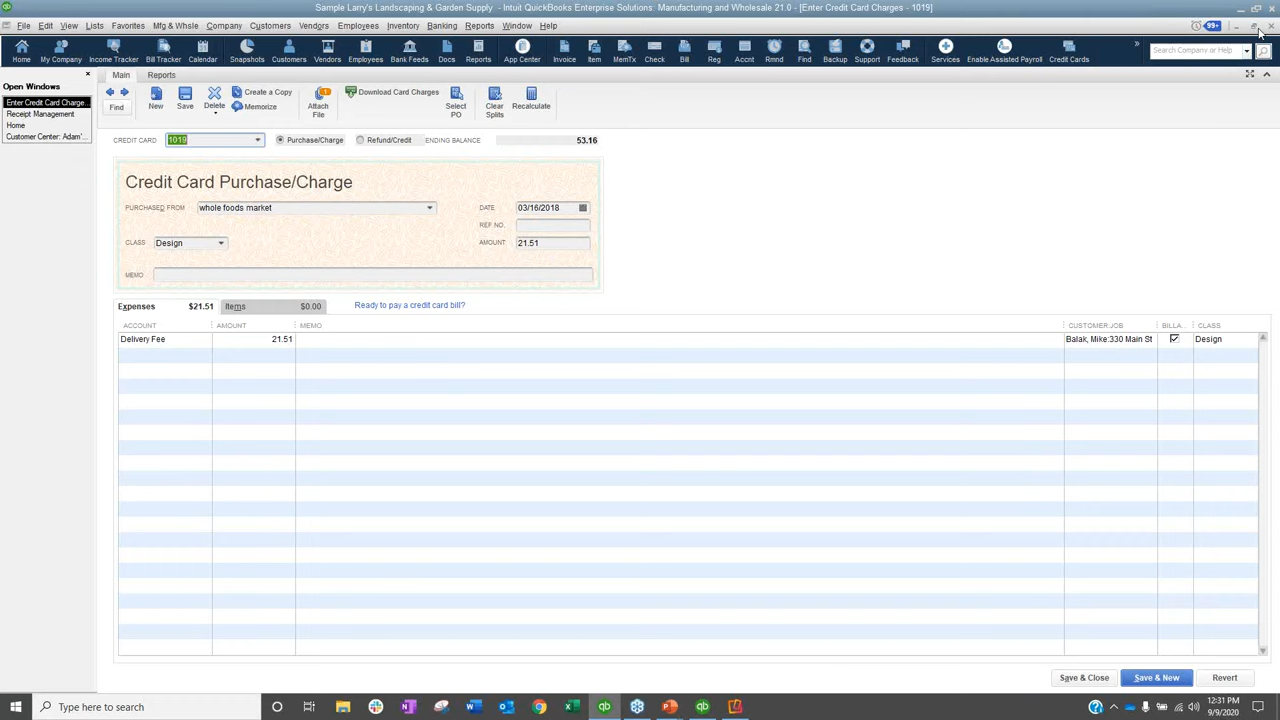 Sample Larry's Landscaping & Garden Supply - Intuit QuickBooks Enterprise Solutions: Manufacturing and Wholesale 21.0 - [Enter Credit Card Charges - 1019]
File Edit View Lists Favorites Mfg & Whsle Company Customers Vendors Employees Inventory Banking Reports Window Help 99+
Home My Company Income Tracker Bill Tracker Calendar Snapshots Customers Vendors Employees Bank Feeds Docs Reports App Center Invoice Item MemTx Check Bill Reg Accnt Rmnd Find Backup Support Feedback Services Enable Assisted Payroll Credit Cards
Search Company or Help
Open Windows
Enter Credit Card Charge...
Receipt Management
Home
Customer Center: Adam'...
Main Reports
Find New Save Delete Create a Copy Memorize Attach File 1 Download Card Charges Select PO Clear Splits Recalculate
CREDIT CARD 1019 Purchase/Charge Refund/Credit ENDING BALANCE 53.16
Credit Card Purchase/Charge
PURCHASED FROM whole foods market DATE 03/16/2018
REF NO.
CLASS Design AMOUNT 21.51
MEMO
Expenses $21.51 Items $0.00 Ready to pay a credit card bill?
ACCOUNT AMOUNT MEMO CUSTOMER:JOB BILLA... CLASS
Delivery Fee 21.51 Balak, Mike:330 Main St Design
Save & Close Save & New Revert
Type here to search
12:31 PM
9/9/2020